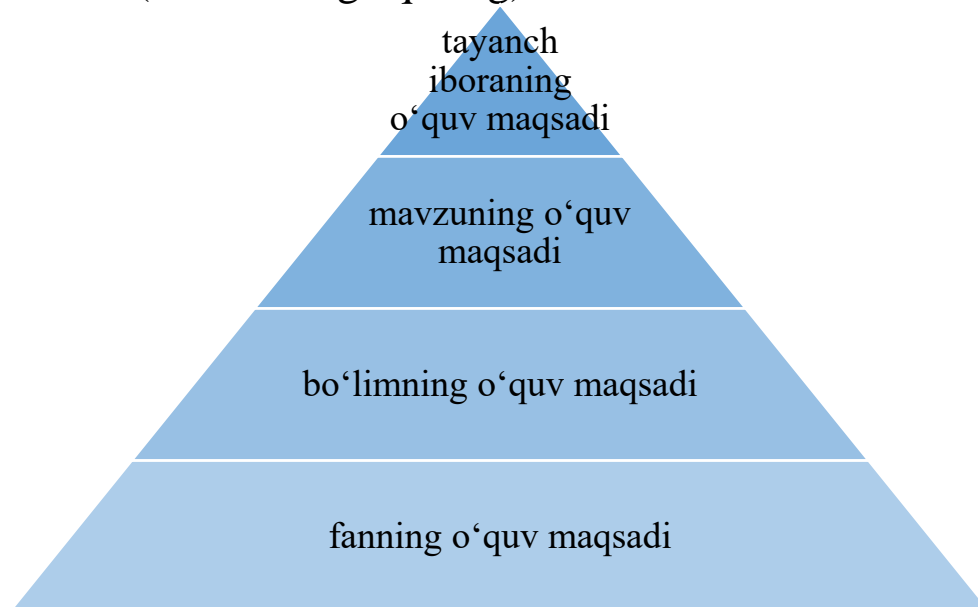 tayanch
iboraning
o‘quv maqsadi
mavzuning o‘quv
maqsadi
bo‘limning o‘quv maqsadi
fanning o‘quv maqsadi